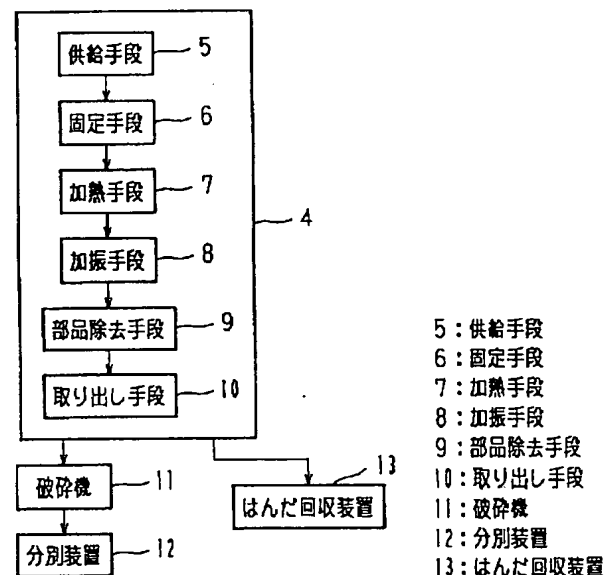 供給手段
5
固定手段
6
加熱手段
7
4
加振手段
8
部品除去手段
9
取り出し手段
10
破砕機
11
はんだ回収装置
13
分別装置
12
5：供給手段
6：固定手段
7：加熱手段
8：加振手段
9：部品除去手段
10：取り出し手段
11：破砕機
12：分別装置
13：はんだ回収装置